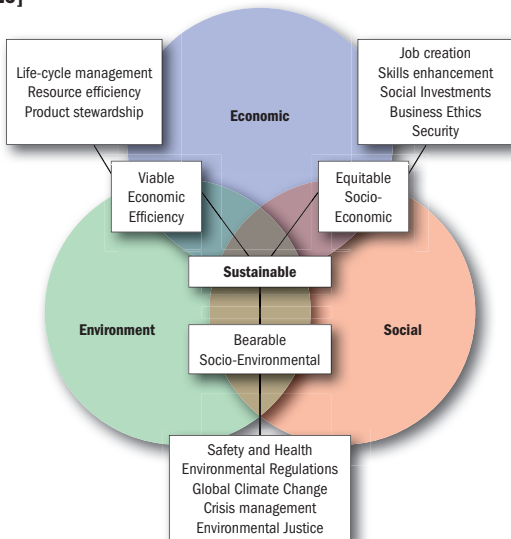 Life-cycle management
Resource efficiency
Product stewardship
Job creation
Skills enhancement
Social Investments
Business Ethics
Security
Economic
Viable
Economic
Efficiency
Equitable
Socio-
Economic
Sustainable
Environment
Bearable
Socio-Environmental
Social
Safety and Health
Environmental Regulations
Global Climate Change
Crisis management
Environmental Justice